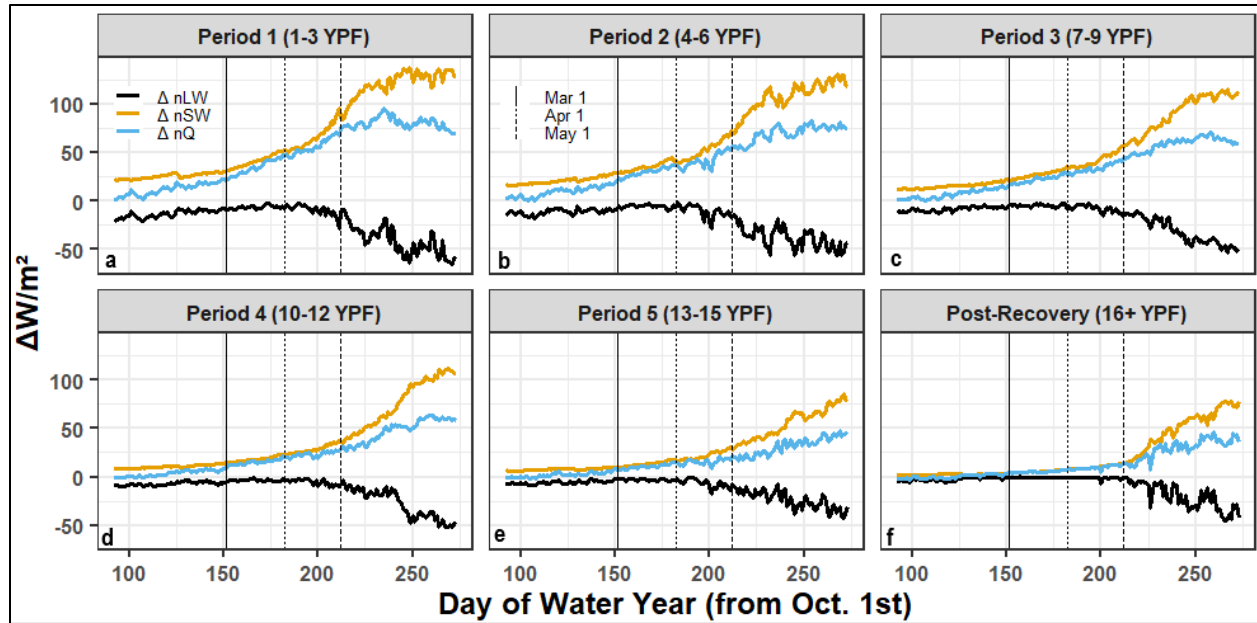 Period 1 (1-3 YPF)
Period 2 (4-6 YPF)
Period 3 (7-9 YPF)
Δ nLW
Δ nSW
Δ nQ
Mar 1
Apr 1
May 1
100
50
0
-50
a
b
c
Period 4 (10-12 YPF)
Period 5 (13-15 YPF)
Post-Recovery (16+ YPF)
100
50
0
-50
d
e
f
100 150 200 250 100 150 200 250 100 150 200 250
Day of Water Year (from Oct. 1st)
ΔW/m²